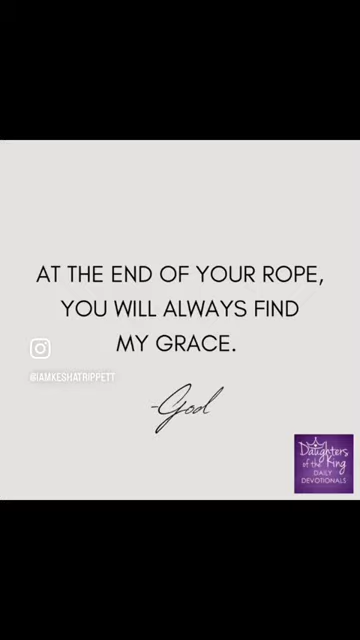 AT THE END OF YOUR ROPE,
YOU WILL ALWAYS FIND
MY GRACE.
@IAMKESHATRIPPETT
-God
Daughters
of the King
DAILY
DEVOTIONALS